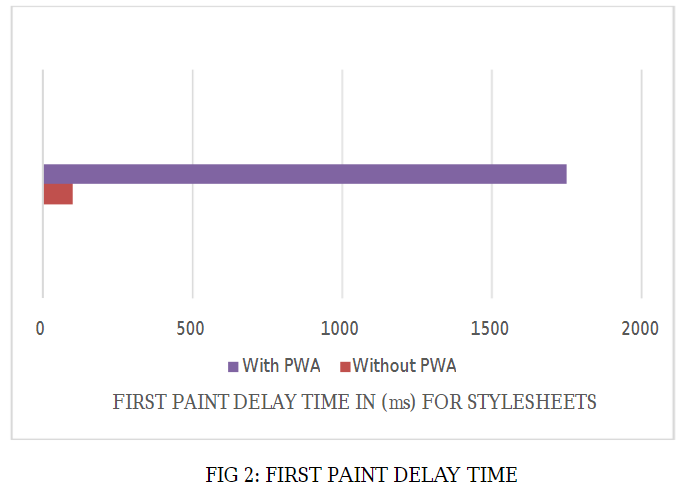 0 500 1000 1500 2000
With PWA Without PWA
FIRST PAINT DELAY TIME IN (ms) FOR STYLESHEETS
FIG 2: FIRST PAINT DELAY TIME